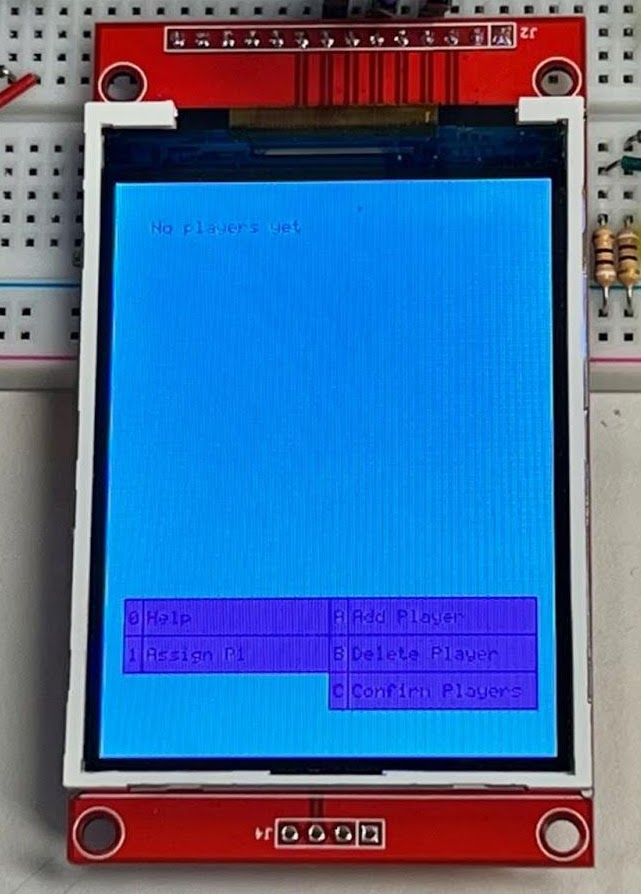 J2
No players yet
0 Help A Add Player
1 Assign P1 B Delete Player
C Confirm Players
J4